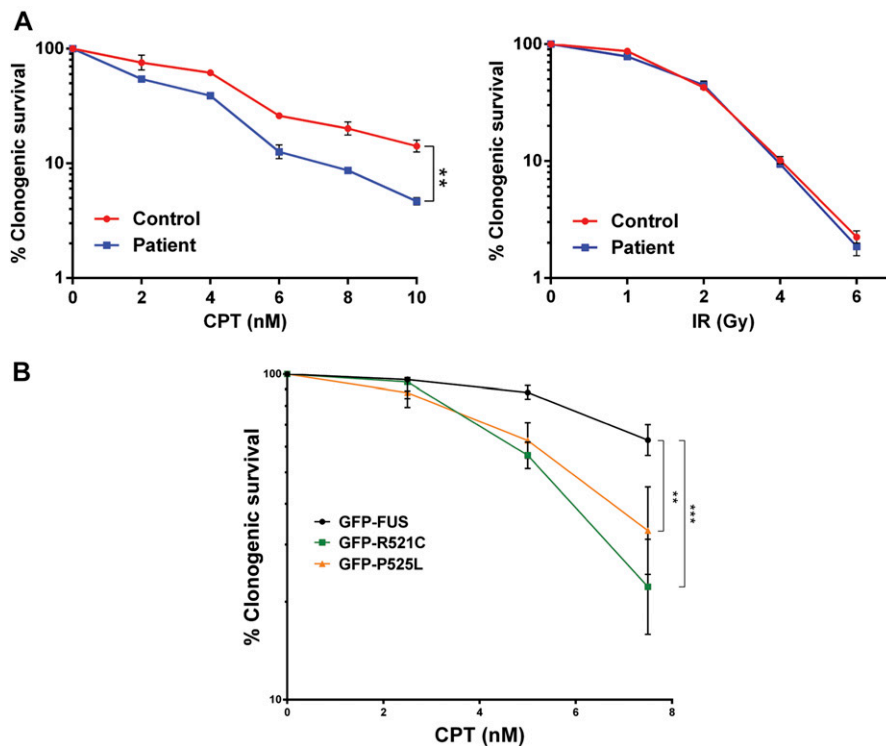 A
% Clonogenic survival
100
10
1
Control
Patient
**
0 2 4 6 8 10
CPT (nM)
% Clonogenic survival
100
10
1
Control
Patient
0 1 2 4 6
IR (Gy)
B
% Clonogenic survival
100
10
GFP-FUS
GFP-R521C
GFP-P525L
**
***
0 2 4 6 8
CPT (nM)